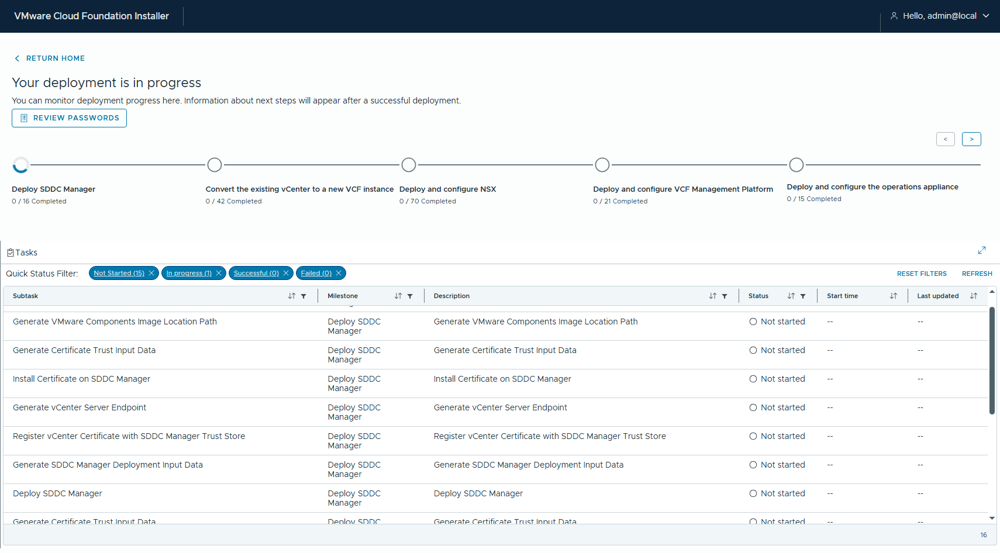 VMware Cloud Foundation Installer
Hello, admin@local
RETURN HOME
Your deployment is in progress
You can monitor deployment progress here. Information about next steps will appear after a successful deployment.
REVIEW PASSWORDS
< >
Deploy SDDC Manager
0 / 16 Completed
Convert the existing vCenter to a new VCF instance
0 / 42 Completed
Deploy and configure NSX
0 / 70 Completed
Deploy and configure VCF Management Platform
0 / 21 Completed
Deploy and configure the operations appliance
0 / 15 Completed
Tasks
Quick Status Filter: Not Started (15) In progress (1) Successful (0) Failed (0) RESET FILTERS REFRESH
Subtask Milestone Description Status Start time Last updated
Generate VMware Components Image Location Path Deploy SDDC Generate VMware Components Image Location Path Not started -- --
Manager
Generate Certificate Trust Input Data Deploy SDDC Generate Certificate Trust Input Data Not started -- --
Manager
Install Certificate on SDDC Manager Deploy SDDC Install Certificate on SDDC Manager Not started -- --
Manager
Generate vCenter Server Endpoint Deploy SDDC Generate vCenter Server Endpoint Not started -- --
Manager
Register vCenter Certificate with SDDC Manager Trust Store Deploy SDDC Register vCenter Certificate with SDDC Manager Trust Store Not started -- --
Manager
Generate SDDC Manager Deployment Input Data Deploy SDDC Generate SDDC Manager Deployment Input Data Not started -- --
Manager
Deploy SDDC Manager Deploy SDDC Deploy SDDC Manager Not started -- --
Manager
Generate Certificate Trust Input Data Deploy SDDC Generate Certificate Trust Input Data Not started -- --
16